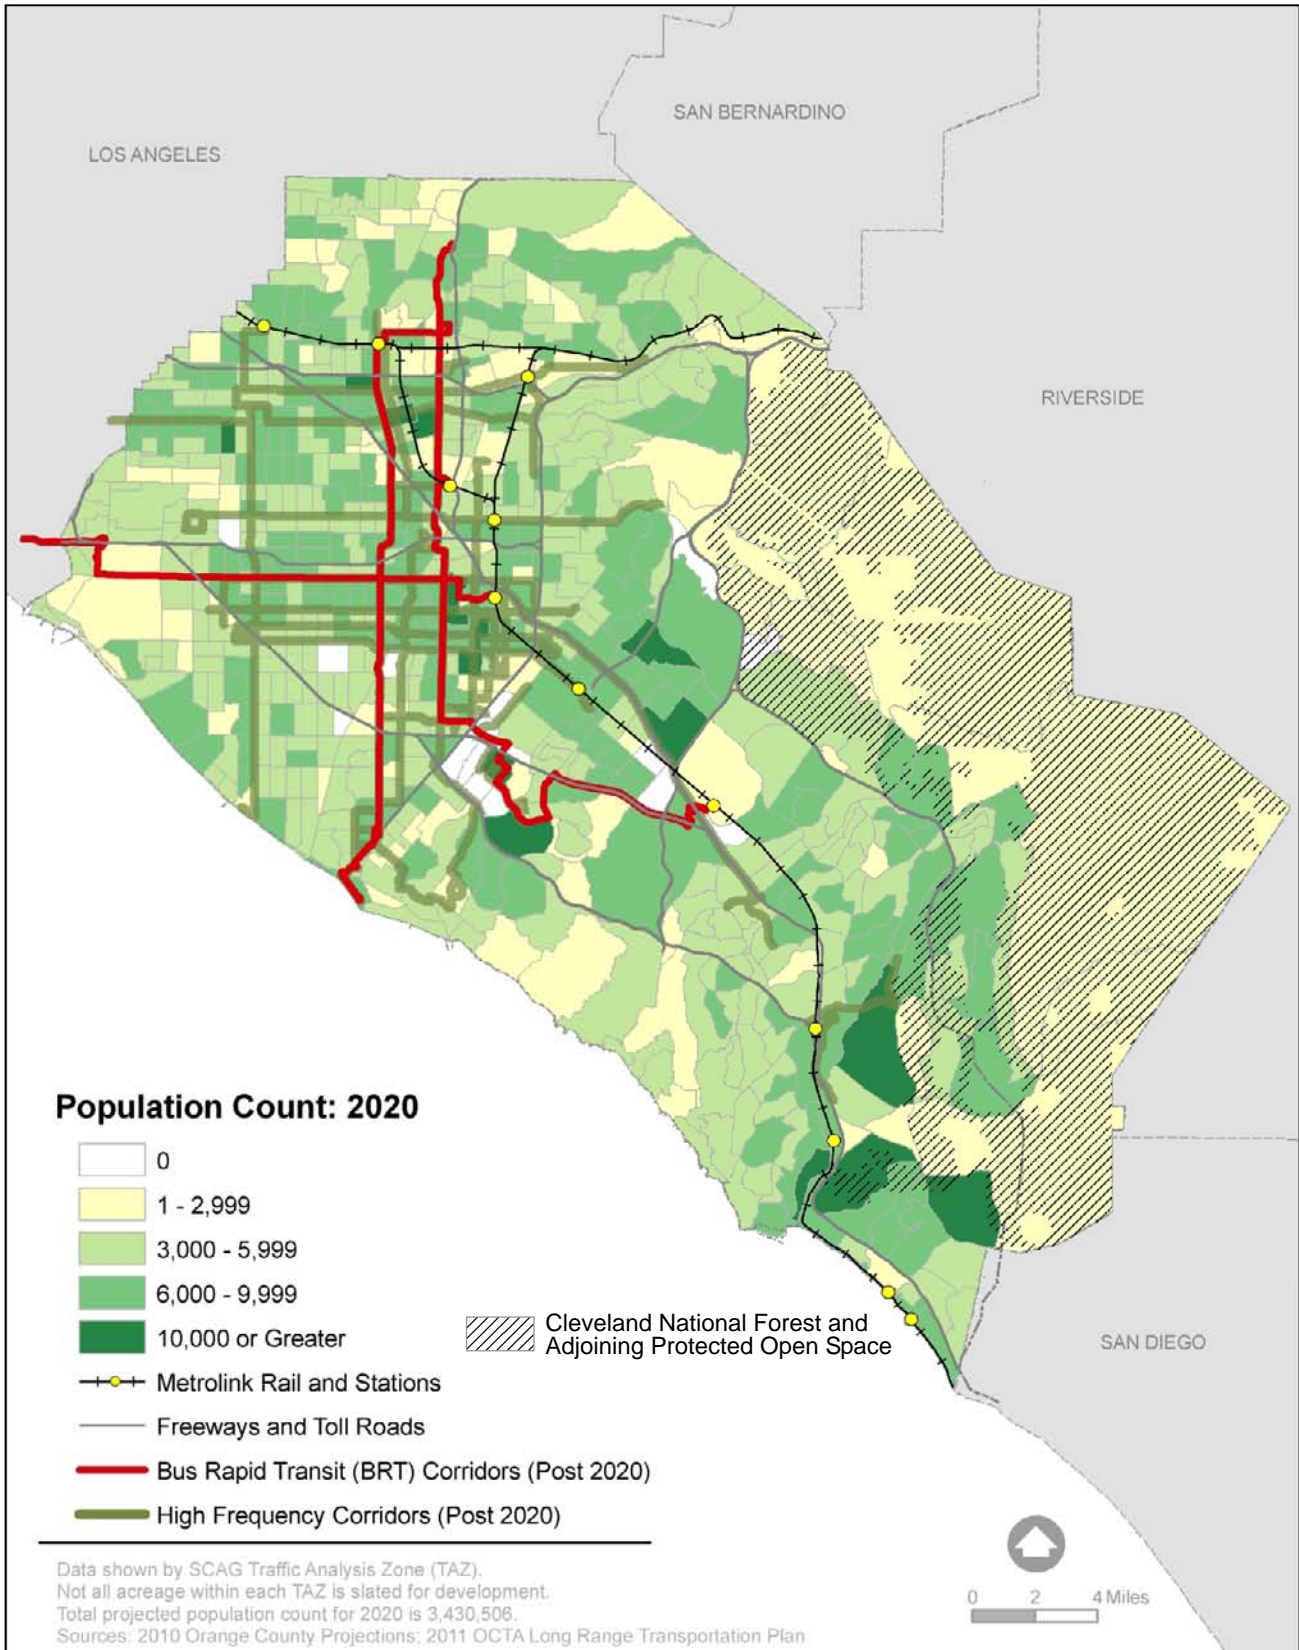 SAN BERNARDINO
LOS ANGELES
RIVERSIDE
Population Count: 2020
0
1 - 2,999
3,000 - 5,999
6,000 - 9,999
10,000 or Greater
Metrolink Rail and Stations
Freeways and Toll Roads
Bus Rapid Transit (BRT) Corridors (Post 2020)
High Frequency Corridors (Post 2020)
Cleveland National Forest and
Adjoining Protected Open Space
SAN DIEGO
Data shown by SCAG Traffic Analysis Zone (TAZ).
Not all acreage within each TAZ is slated for development.
Total projected population count for 2020 is 3,430,506.
Sources: 2010 Orange County Projections; 2011 OCTA Long Range Transportation Plan
0 2 4 Miles